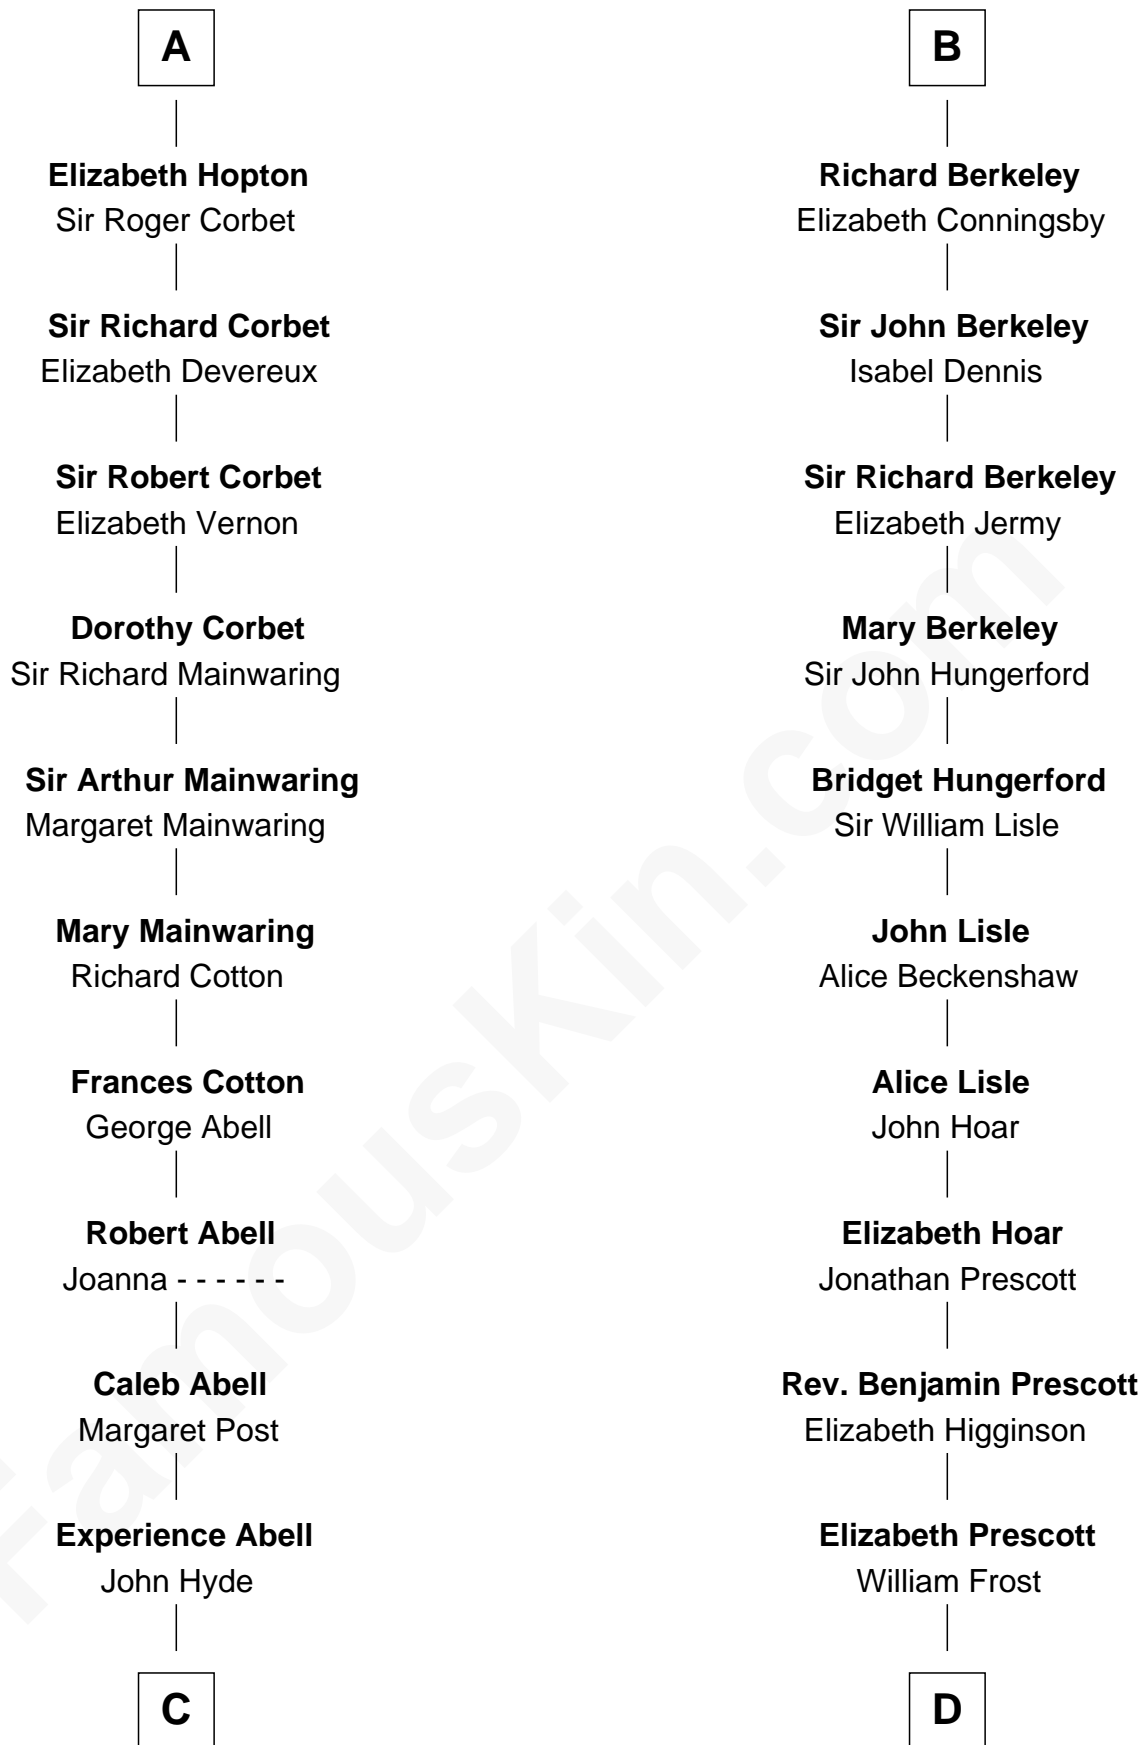 A
Elizabeth Hopton
Sir Roger Corbet
Sir Richard Corbet
Elizabeth Devereux
Sir Robert Corbet
Elizabeth Vernon
Dorothy Corbet
Sir Richard Mainwaring
Sir Arthur Mainwaring
Margaret Mainwaring
Mary Mainwaring
Richard Cotton
Frances Cotton
George Abell
Robert Abell
Joanna - - - - - -
Caleb Abell
Margaret Post
Experience Abell
John Hyde
C
B
Richard Berkeley
Elizabeth Conningsby
Sir John Berkeley
Isabel Dennis
Sir Richard Berkeley
Elizabeth Jermy
Mary Berkeley
Sir John Hungerford
Bridget Hungerford
Sir William Lisle
John Lisle
Alice Beckenshaw
Alice Lisle
John Hoar
Elizabeth Hoar
Jonathan Prescott
Rev. Benjamin Prescott
Elizabeth Higginson
Elizabeth Prescott
William Frost
D
FamousKin.com